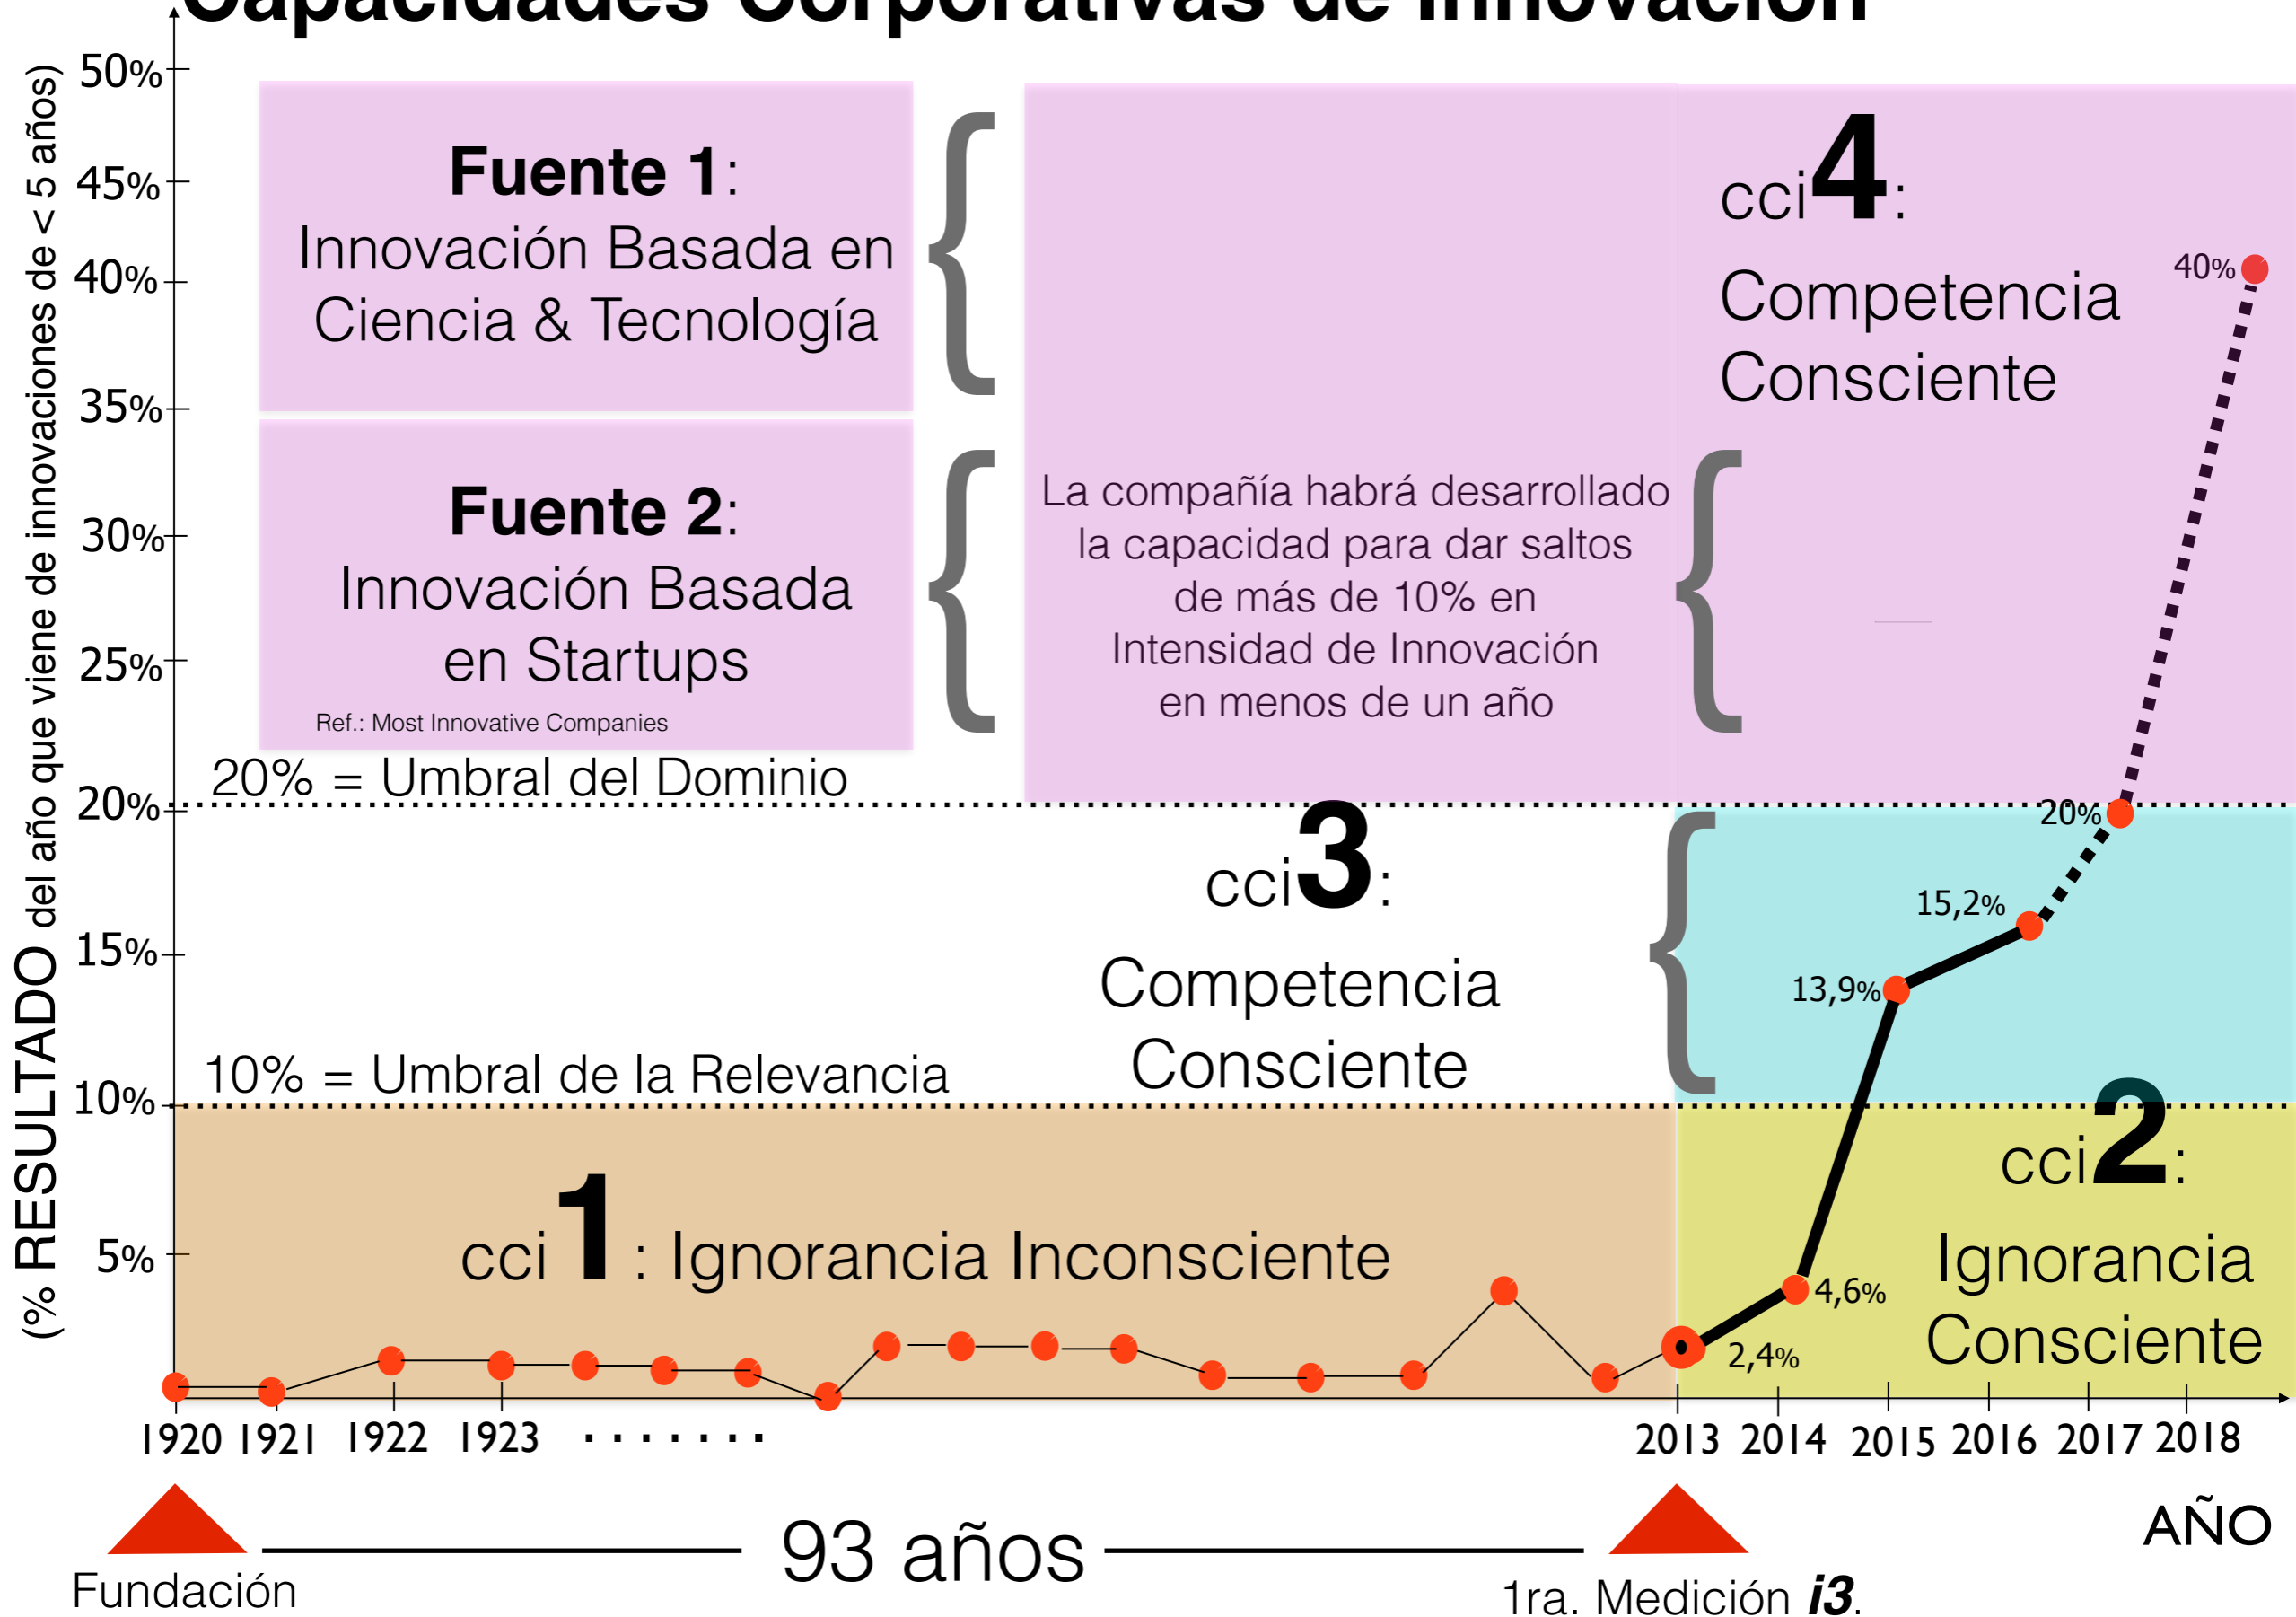 Capacidades Corporativas de Innovación
(% RESULTADO del año que viene de innovaciones de < 5 años)
50%
45%
40%
35%
30%
25%
20%
15%
10%
5%
Fuente 1:
Innovación Basada en
Ciencia & Tecnología
Fuente 2:
Innovación Basada
en Startups
Ref.: Most Innovative Companies
La compañía habrá desarrollado
la capacidad para dar saltos
de más de 10% en
Intensidad de Innovación
en menos de un año
cci4:
Competencia
Consciente
40%
20% = Umbral del Dominio
20%
cci3:
Competencia
Consciente
15,2%
13,9%
10% = Umbral de la Relevancia
cci2:
Ignorancia
Consciente
cci1: Ignorancia Inconsciente
4,6%
2,4%
1920 1921 1922 1923 ....... 2013 2014 2015 2016 2017 2018
AÑO
93 años
Fundación
1ra. Medición i3.